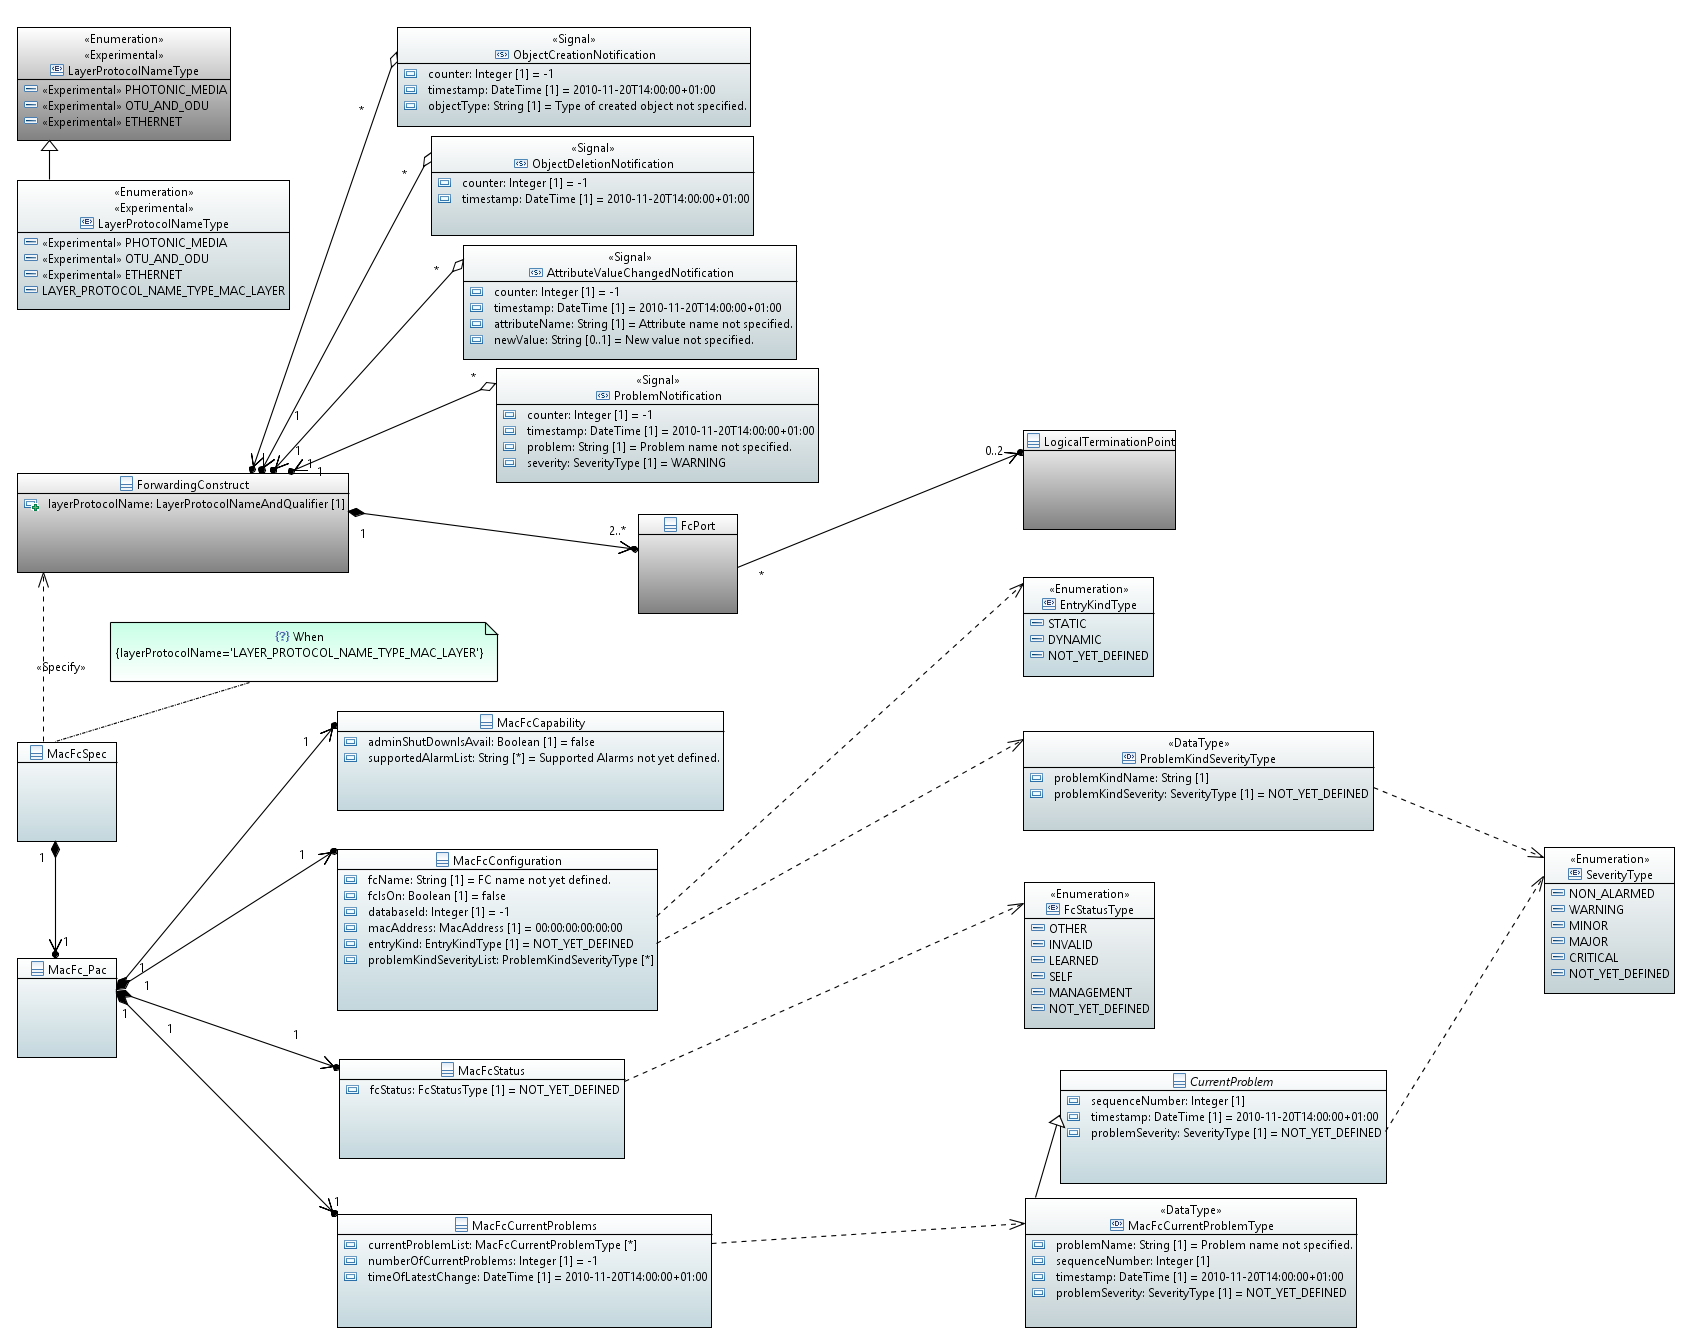 «Enumeration»
«Experimental»
LayerProtocolNameType
«Experimental» PHOTONIC_MEDIA
«Experimental» OTU_AND_ODU
«Experimental» ETHERNET
«Enumeration»
«Experimental»
LayerProtocolNameType
«Experimental» PHOTONIC_MEDIA
«Experimental» OTU_AND_ODU
«Experimental» ETHERNET
LAYER_PROTOCOL_NAME_TYPE_MAC_LAYER
«Signal»
ObjectCreationNotification
counter: Integer [1] = -1
timestamp: DateTime [1] = 2010-11-20T14:00:00+01:00
objectType: String [1] = Type of created object not specified.
*
«Signal»
ObjectDeletionNotification
counter: Integer [1] = -1
timestamp: DateTime [1] = 2010-11-20T14:00:00+01:00
*
«Signal»
AttributeValueChangedNotification
counter: Integer [1] = -1
timestamp: DateTime [1] = 2010-11-20T14:00:00+01:00
attributeName: String [1] = Attribute name not specified.
newValue: String [0..1] = New value not specified.
*
«Signal»
ProblemNotification
counter: Integer [1] = -1
timestamp: DateTime [1] = 2010-11-20T14:00:00+01:00
problem: String [1] = Problem name not specified.
severity: SeverityType [1] = WARNING
*
1
1
1
1
ForwardingConstruct
layerProtocolName: LayerProtocolNameAndQualifier [1]
1
2..*
FcPort
*
0..2
LogicalTerminationPoint
«Specify»
{?} When
{layerProtocolName='LAYER_PROTOCOL_NAME_TYPE_MAC_LAYER'}
MacFcSpec
1
1
MacFc_Pac
1
1
1
1
1
MacFcCapability
adminShutDownIsAvail: Boolean [1] = false
supportedAlarmList: String [*] = Supported Alarms not yet defined.
1
MacFcConfiguration
fcName: String [1] = FC name not yet defined.
fcIsOn: Boolean [1] = false
databaseId: Integer [1] = -1
macAddress: MacAddress [1] = 00:00:00:00:00:00
entryKind: EntryKindType [1] = NOT_YET_DEFINED
problemKindSeverityList: ProblemKindSeverityType [*]
1
MacFcStatus
fcStatus: FcStatusType [1] = NOT_YET_DEFINED
1
MacFcCurrentProblems
currentProblemList: MacFcCurrentProblemType [*]
numberOfCurrentProblems: Integer [1] = -1
timeOfLatestChange: DateTime [1] = 2010-11-20T14:00:00+01:00
«Enumeration»
EntryKindType
STATIC
DYNAMIC
NOT_YET_DEFINED
«DataType»
ProblemKindSeverityType
problemKindName: String [1]
problemKindSeverity: SeverityType [1] = NOT_YET_DEFINED
«Enumeration»
FcStatusType
OTHER
INVALID
LEARNED
SELF
MANAGEMENT
NOT_YET_DEFINED
«Enumeration»
SeverityType
NON_ALARMED
WARNING
MINOR
MAJOR
CRITICAL
NOT_YET_DEFINED
CurrentProblem
sequenceNumber: Integer [1]
timestamp: DateTime [1] = 2010-11-20T14:00:00+01:00
problemSeverity: SeverityType [1] = NOT_YET_DEFINED
«DataType»
MacFcCurrentProblemType
problemName: String [1] = Problem name not specified.
sequenceNumber: Integer [1]
timestamp: DateTime [1] = 2010-11-20T14:00:00+01:00
problemSeverity: SeverityType [1] = NOT_YET_DEFINED